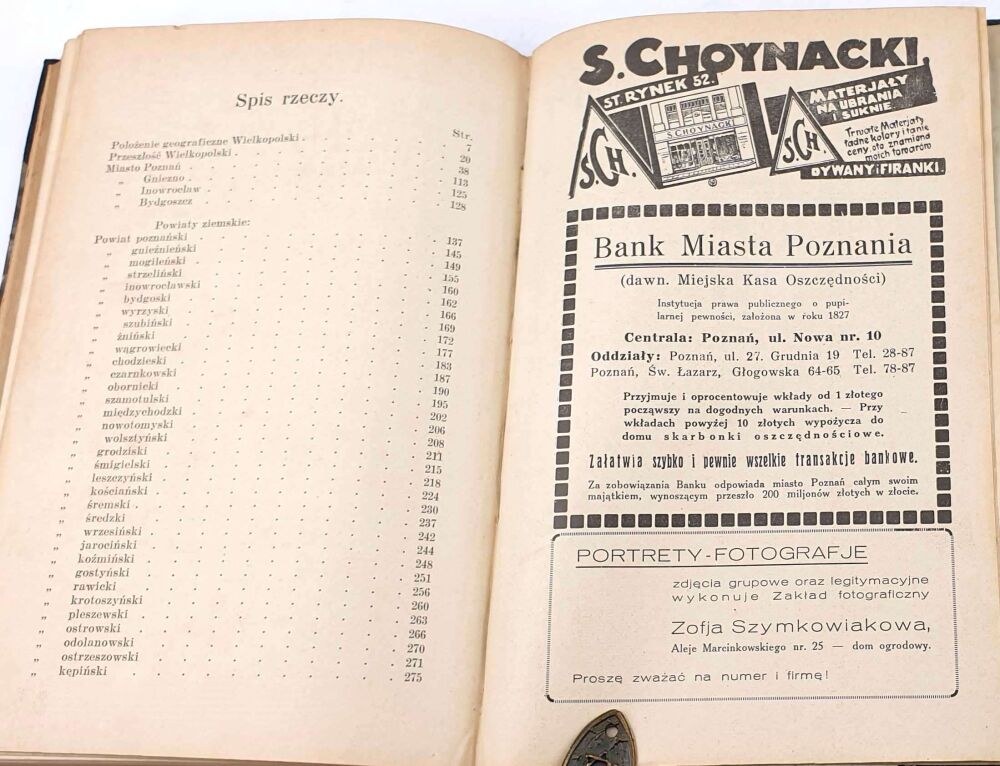 Spis rzeczy.
Str.
Położenie geograficzne Wielkopolski . 7
Przeszłość Wielkopolski . 20
Miasto Poznań . 38
„ Gniezno . 113
„ Inowrocław . 125
„ Bydgoszcz 128
Powiaty ziemskie:
Powiat poznański . 137
„ gnieźnieński 145
„ mogileński . 149
„ strzeliński . 155
„ inowrocławski . 160
„ bydgoski . 162
„ wyrzyski . 166
„ szubiński . 169
„ żniński . 172
„ wągrowiecki . 177
„ chodzieski . 183
„ czarnkowski . 187
„ obornicki . 190
„ szamotulski . 195
„ międzychodzki . 202
„ nowotomyski . 206
„ wolsztyński . 208
„ grodziski . 211
„ śmigielski . 215
„ leszczyński . 218
„ kościański . 224
„ śremski . 230
„ średzki . 237
„ wrzesiński . 242
„ jarociński . 244
„ koźmiński . 248
„ gostyński . 251
„ rawicki . 256
„ krotoszyński . 260
„ pleszewski . 263
„ ostrowski . 266
„ odolanowski . 270
„ ostrzeszowski . 271
„ kępiński . 275
S. CHOYNACKI,
ST. RYNEK 52.
S.CH.
S CHOYNACKI
S.CH.
MATERJAŁY
NA UBRANIA
I SUKNIE
Trwałe Materjały
ładne kolory i tanie
ceny, oto znamiona
moich towarów
DYWANY i FIRANKI.
Bank Miasta Poznania
(dawn. Miejska Kasa Oszczędności)
Instytucja prawa publicznego o pupi-
larnej pewności, założona w roku 1827
Centrala: Poznań, ul. Nowa nr. 10
Oddziały: Poznań, ul. 27. Grudnia 19 Tel. 28-87
Poznań, Św. Łazarz, Głogowska 64-65 Tel. 78-87
Przyjmuje i oprocentowuje wkłady od 1 złotego
począwszy na dogodnych warunkach. — Przy
wkładach powyżej 10 złotych wypożycza do
domu skarbonki oszczędnościowe.
Załatwia szybko i pewnie wszelkie transakcje bankowe.
Za zobowiązania Banku odpowiada miasto Poznań całym swoim
majątkiem, wynoszącym przeszło 200 miljonów złotych w złocie.
PORTRETY-FOTOGRAFJE
zdjęcia grupowe oraz legitymacyjne
wykonuje Zakład fotograficzny
Zofja Szymkowiakowa,
Aleje Marcinkowskiego nr. 25 — dom ogrodowy.
Proszę zważać na numer i firmę!